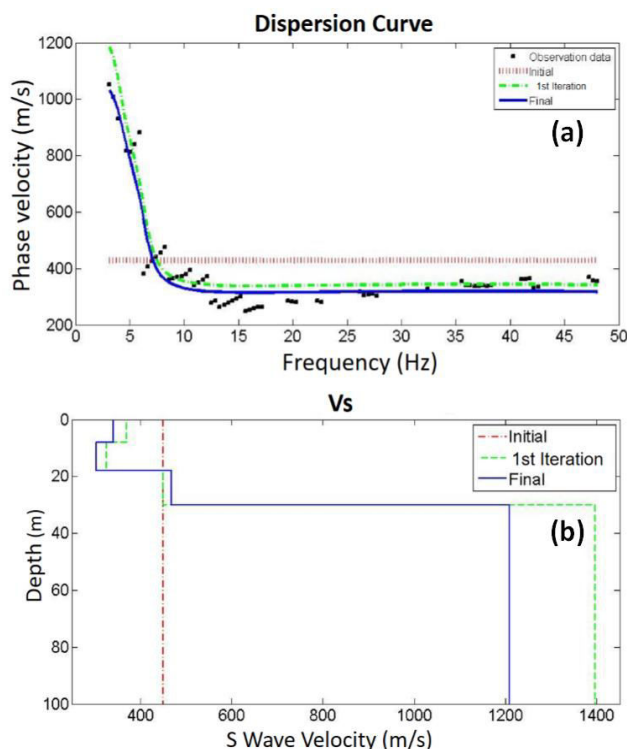 Dispersion Curve
1200
1000
800
600
400
200
Phase velocity (m/s)
Observation data
Initial
1st Iteration
Final
(a)
0 5 10 15 20 25 30 35 40 45 50
Frequency (Hz)
Vs
0
20
40
60
80
100
Depth (m)
Initial
1st Iteration
Final
(b)
400 600 800 1000 1200 1400
S Wave Velocity (m/s)